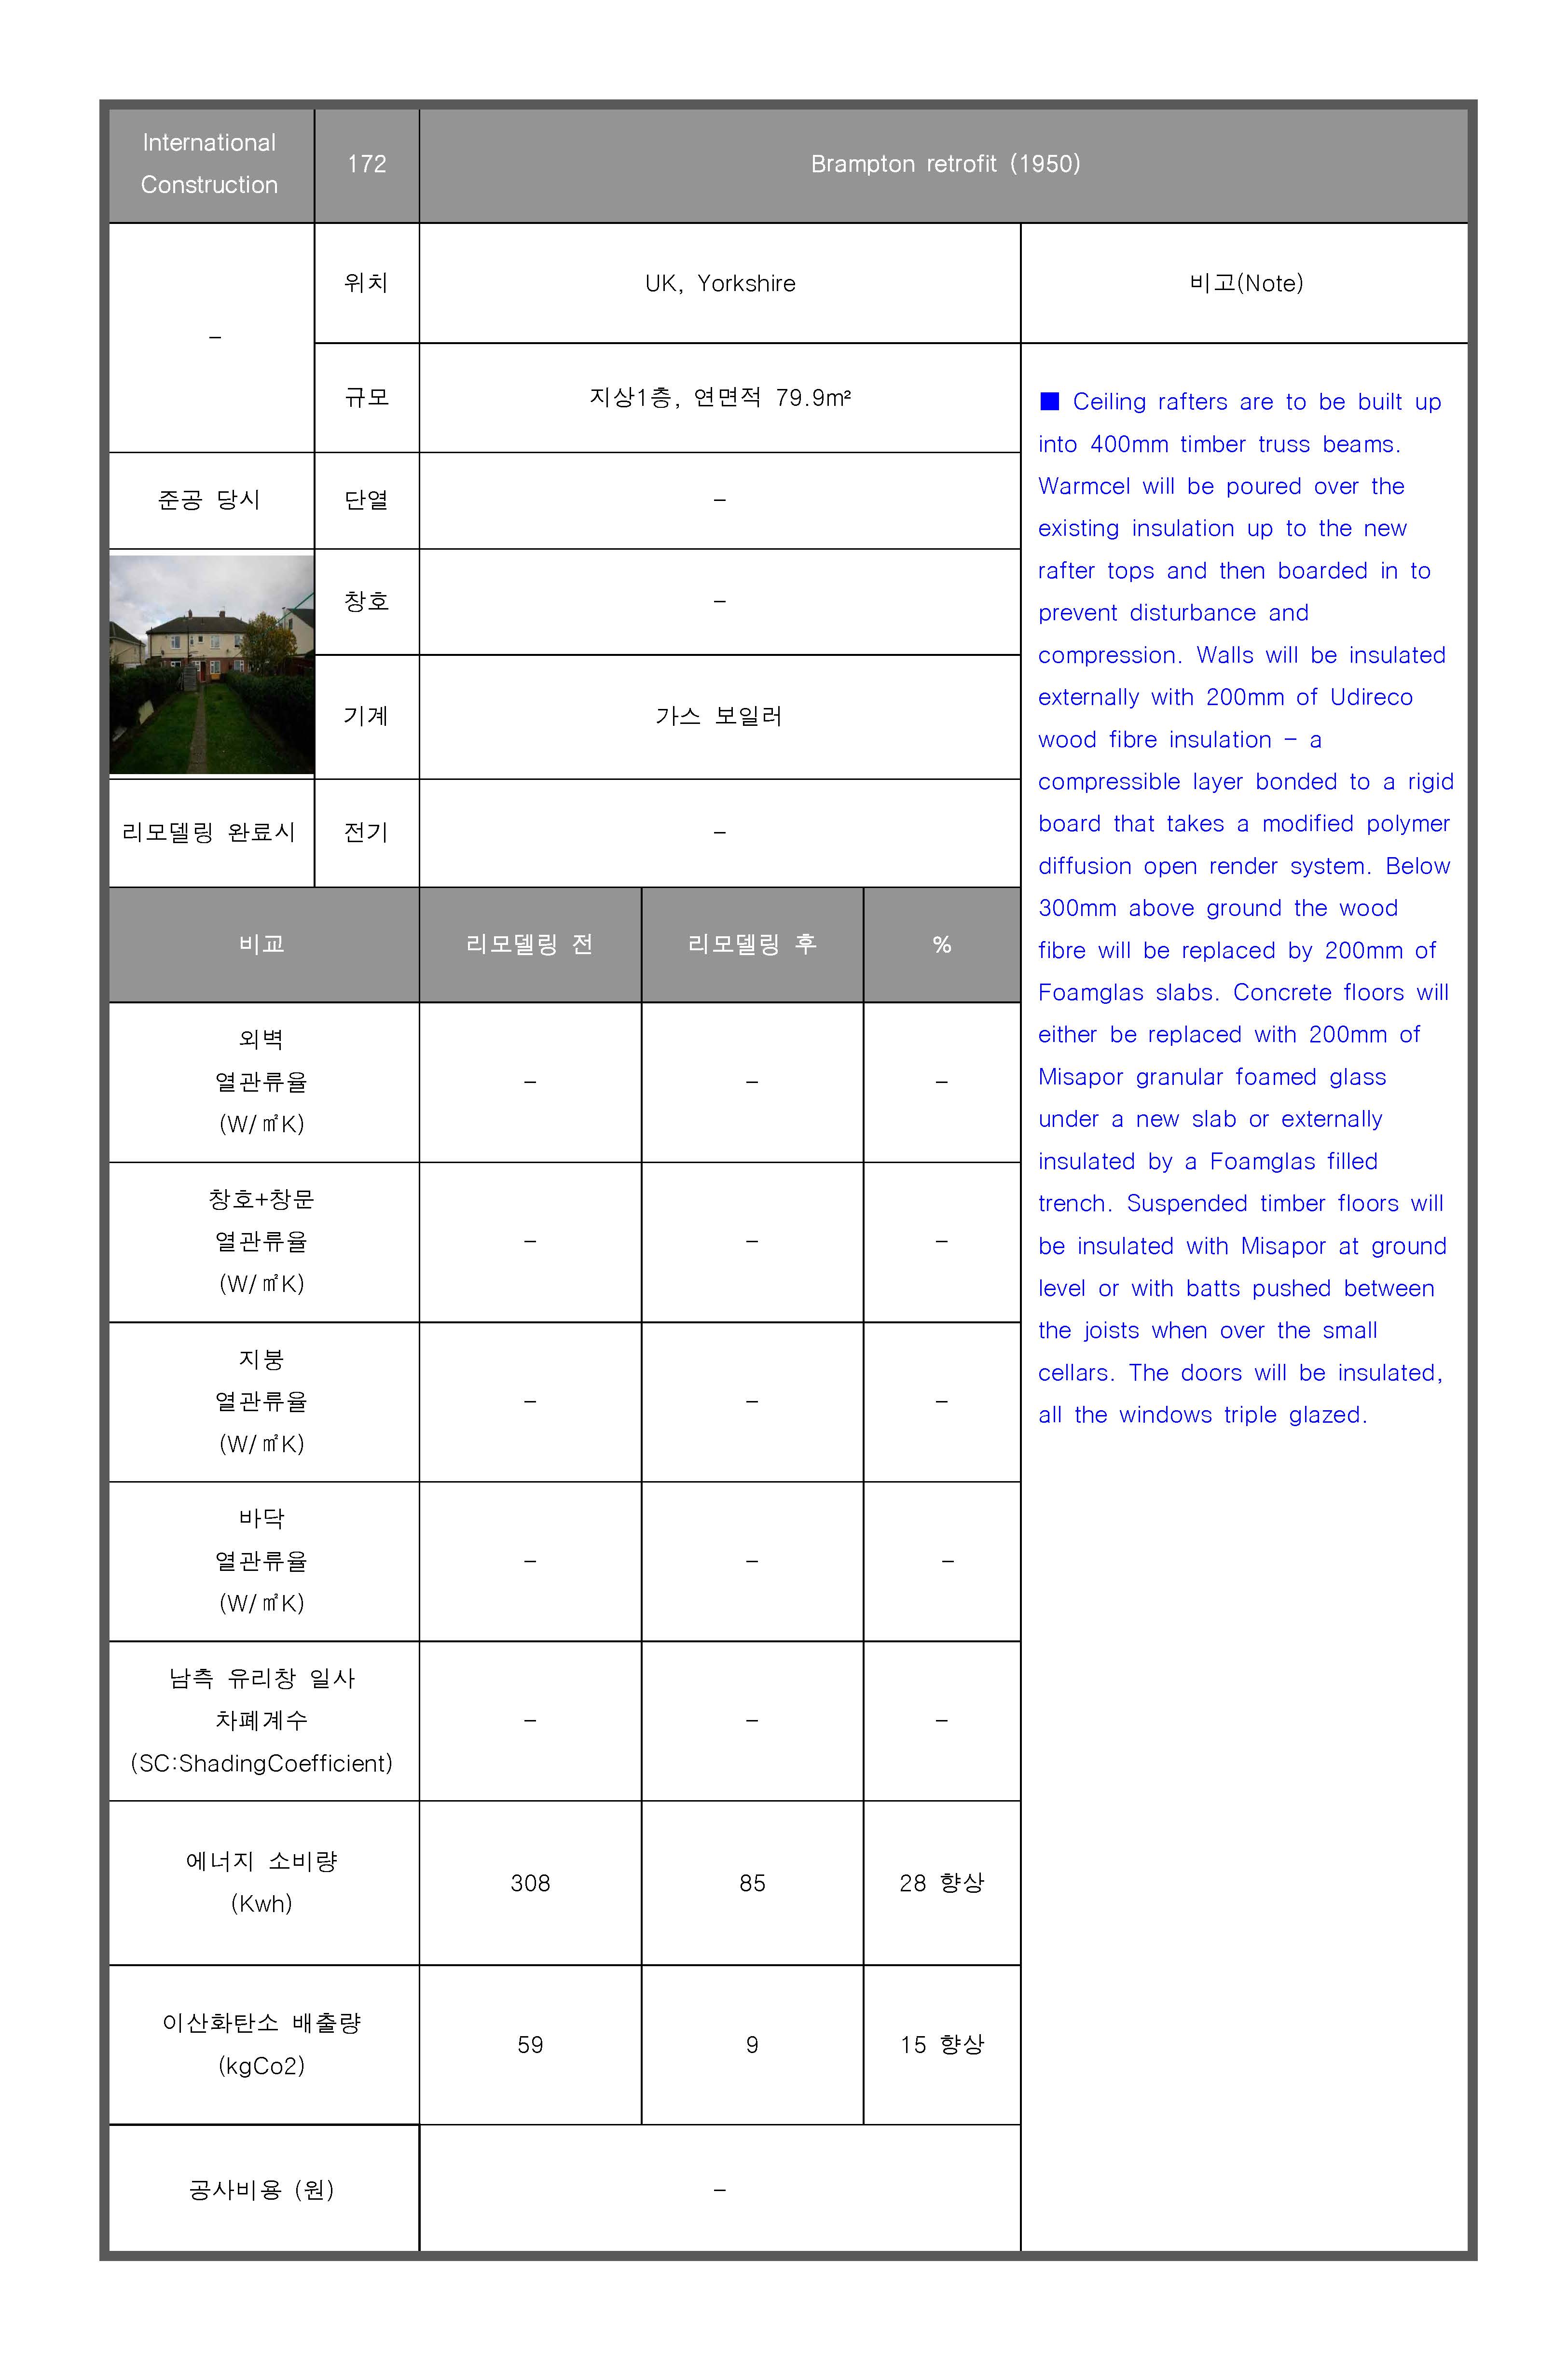 International
Construction
172
Brampton retrofit (1950)
–
위치
UK, Yorkshire
비고(Note)
규모
지상1층, 연면적 79.9m²
준공 당시
단열
–
창호
–
기계
가스 보일러
리모델링 완료시
전기
–
■ Ceiling rafters are to be built up
into 400mm timber truss beams.
Warmcel will be poured over the
existing insulation up to the new
rafter tops and then boarded in to
prevent disturbance and
compression. Walls will be insulated
externally with 200mm of Udireco
wood fibre insulation – a
compressible layer bonded to a rigid
board that takes a modified polymer
diffusion open render system. Below
300mm above ground the wood
fibre will be replaced by 200mm of
Foamglas slabs. Concrete floors will
either be replaced with 200mm of
Misapor granular foamed glass
under a new slab or externally
insulated by a Foamglas filled
trench. Suspended timber floors will
be insulated with Misapor at ground
level or with batts pushed between
the joists when over the small
cellars. The doors will be insulated,
all the windows triple glazed.
비교
리모델링 전
리모델링 후
%
외벽
열관류율
(W/㎡K)
–
–
–
창호+창문
열관류율
(W/㎡K)
–
–
–
지붕
열관류율
(W/㎡K)
–
–
–
바닥
열관류율
(W/㎡K)
–
–
–
남측 유리창 일사
차폐계수
(SC:ShadingCoefficient)
–
–
–
에너지 소비량
(Kwh)
308
85
28 향상
이산화탄소 배출량
(kgCo2)
59
9
15 향상
공사비용 (원)
–